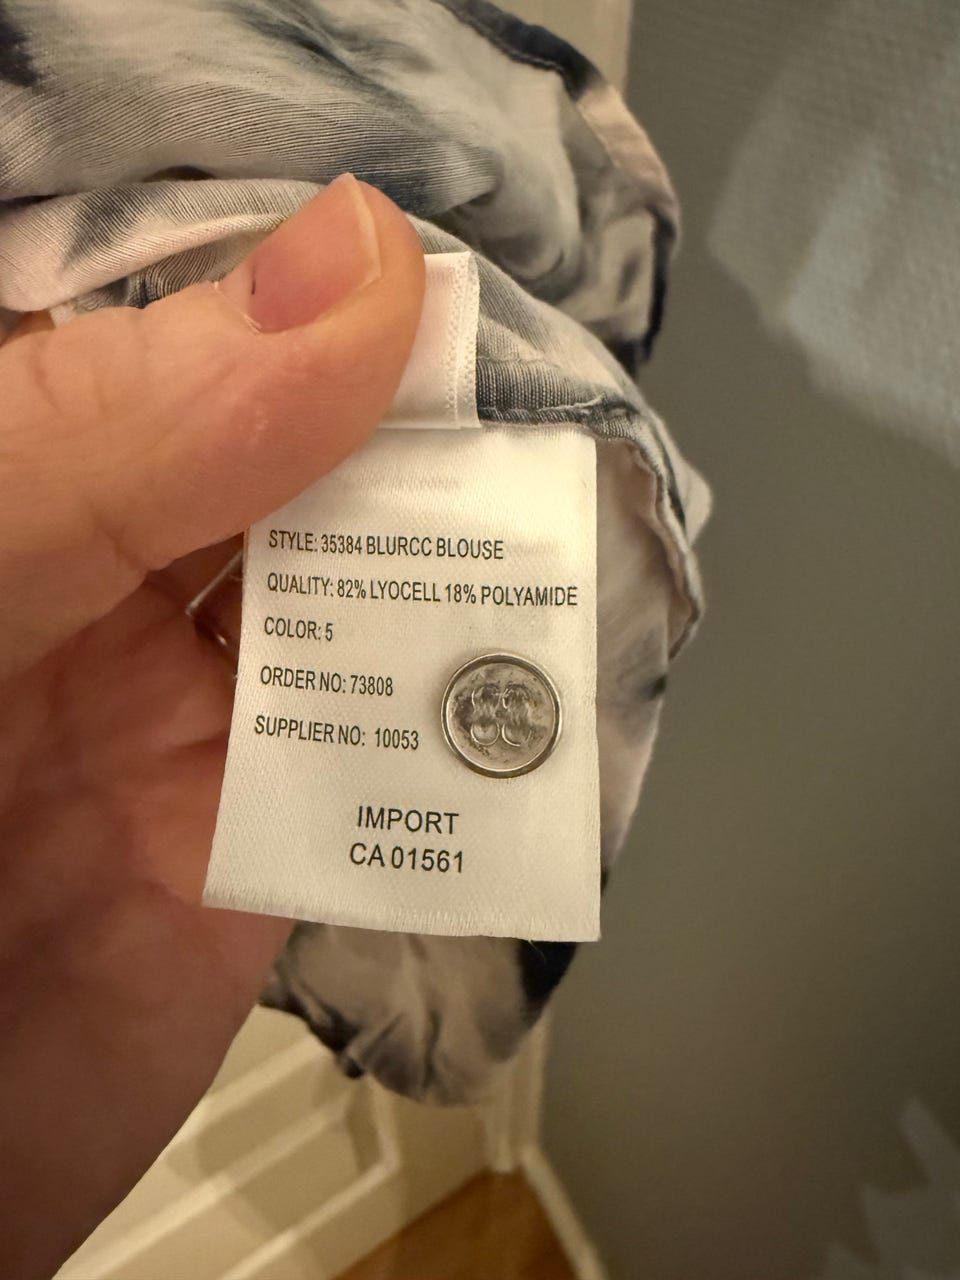 STYLE: 35384 BLURCC BLOUSE
QUALITY: 82% LYOCELL 18% POLYAMIDE
COLOR: 5
ORDER NO: 73808
SUPPLIER NO: 10053
IMPORT
CA 01561